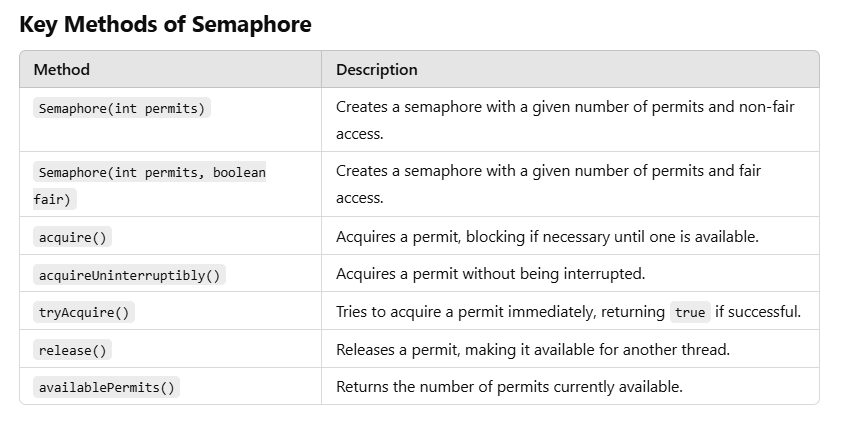 Key Methods of Semaphore
Method Description
Semaphore(int permits) Creates a semaphore with a given number of permits and non-fair
access.
Semaphore(int permits, boolean Creates a semaphore with a given number of permits and fair
fair) access.
acquire() Acquires a permit, blocking if necessary until one is available.
acquireUninterruptibly() Acquires a permit without being interrupted.
tryAcquire() Tries to acquire a permit immediately, returning true if successful.
release() Releases a permit, making it available for another thread.
availablePermits() Returns the number of permits currently available.